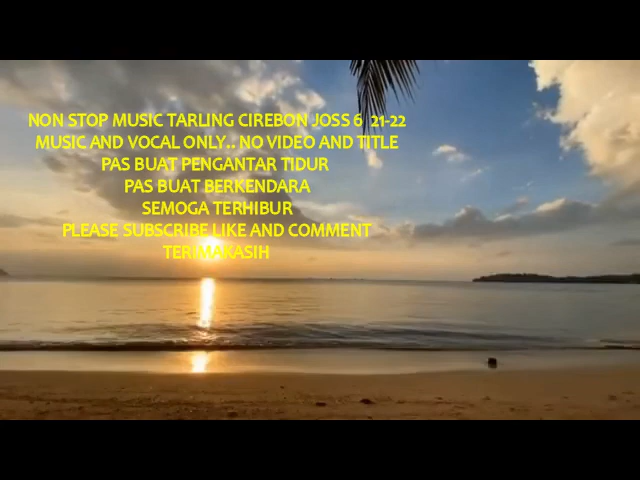 NON STOP MUSIC TARLING CIREBON JOSS 6  21-22
MUSIC AND VOCAL ONLY.. NO VIDEO AND TITLE
PAS BUAT PENGANTAR TIDUR
PAS BUAT BERKENDARA
SEMOGA TERHIBUR
PLEASE SUBSCRIBE LIKE AND COMMENT
TERIMAKASIH